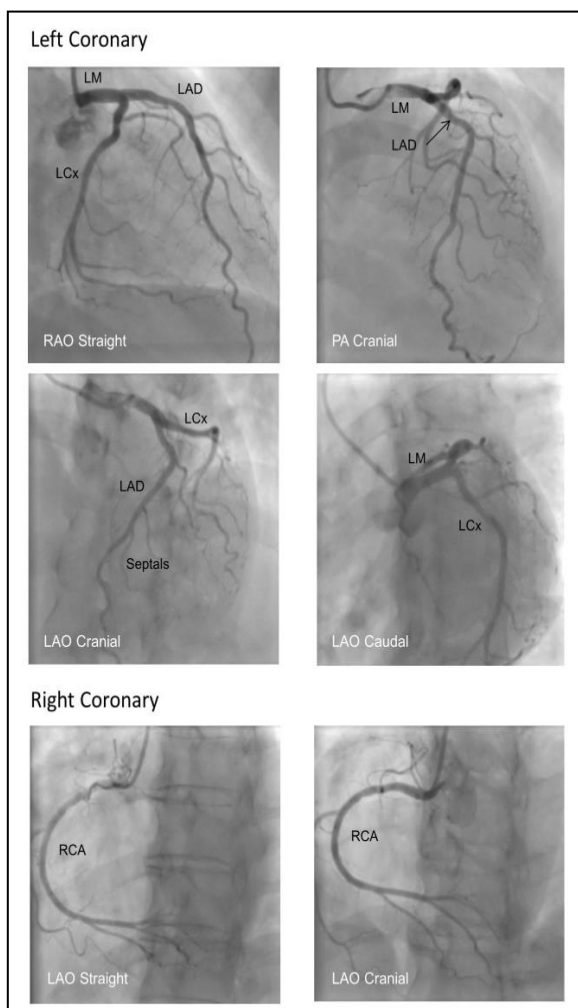 Left Coronary
LM
LAD
LCx
RAO Straight
LM
LAD
PA Cranial
LCx
LAD
Septals
LAO Cranial
LM
LCx
LAO Caudal
Right Coronary
RCA
LAO Straight
RCA
LAO Cranial